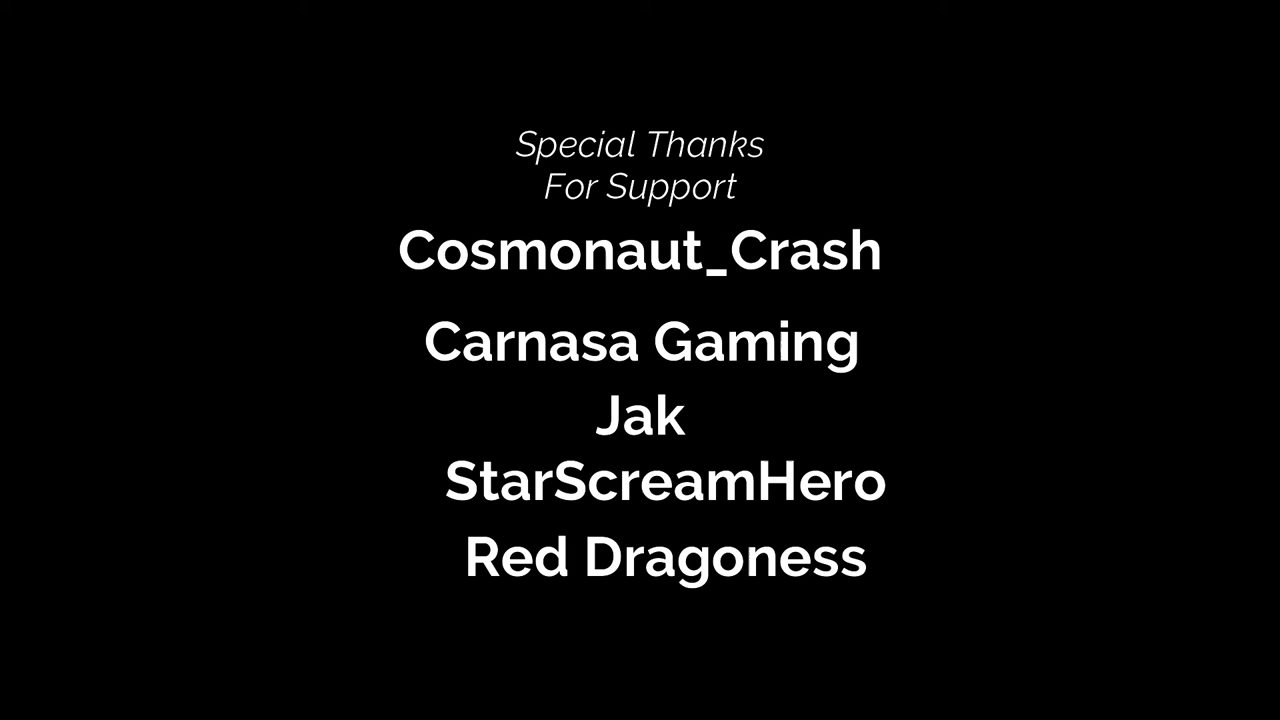 Special Thanks
For Support
Cosmonaut_Crash
Carnasa Gaming
Jak
StarScreamHero
Red Dragoness